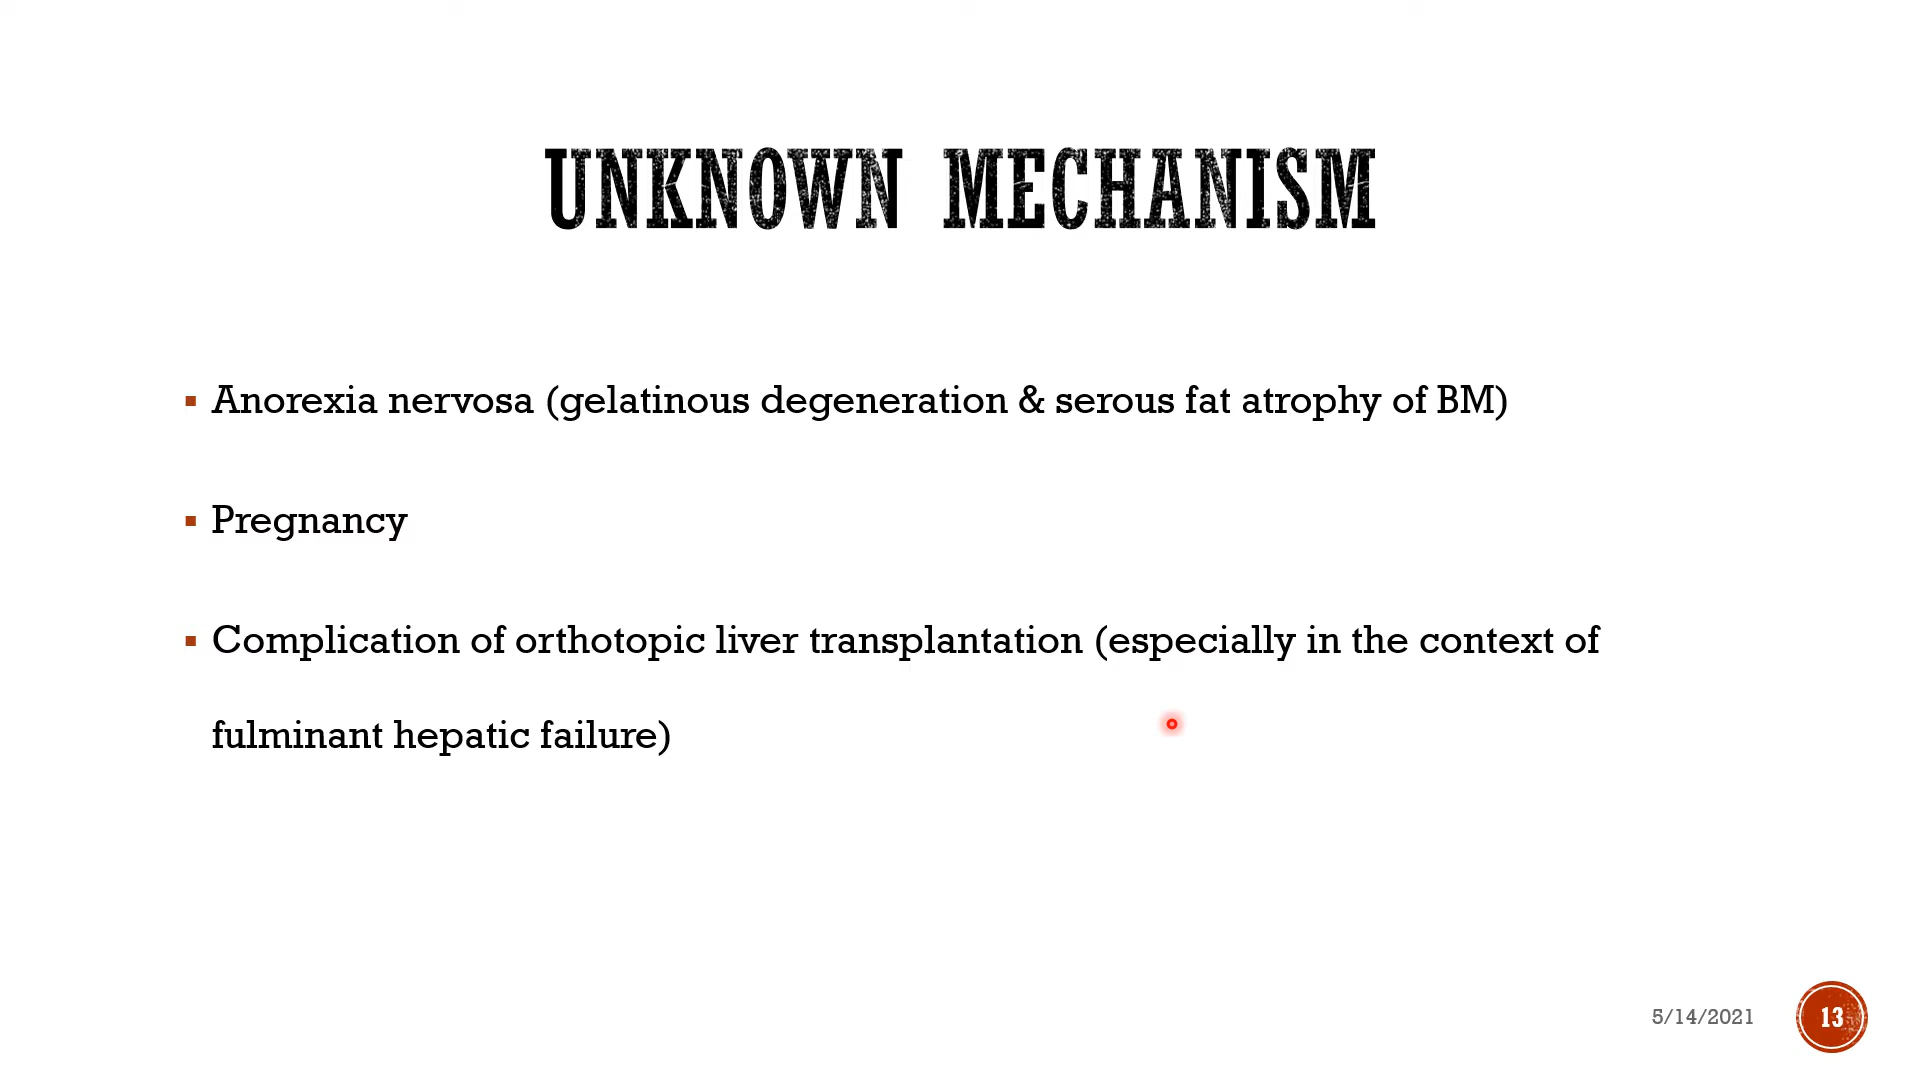 UNKNOWN MECHANISM
▪ Anorexia nervosa (gelatinous degeneration & serous fat atrophy of BM)
▪ Pregnancy
▪ Complication of orthotopic liver transplantation (especially in the context of
fulminant hepatic failure)
5/14/2021
13